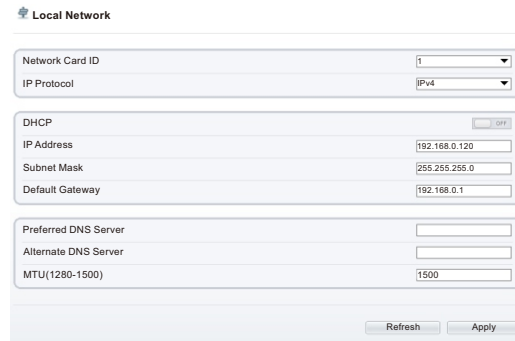 Local Network
Network Card ID 1
IP Protocol IPv4
DHCP OFF
IP Address 192.168.0.120
Subnet Mask 255.255.255.0
Default Gateway 192.168.0.1
Preferred DNS Server
Alternate DNS Server
MTU(1280-1500) 1500
Refresh Apply